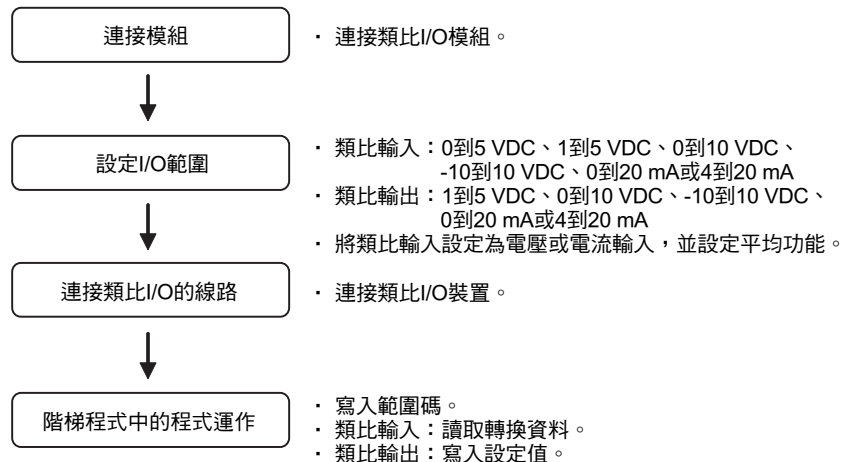 連接模組
· 連接類比I/O模組。
設定I/O範圍
· 類比輸入：0到5 VDC、1到5 VDC、0到10 VDC、
-10到10 VDC、0到20 mA或4到20 mA
· 類比輸出：1到5 VDC、0到10 VDC、-10到10 VDC、
0到20 mA或4到20 mA
· 將類比輸入設定為電壓或電流輸入，並設定平均功能。
連接類比I/O的線路
· 連接類比I/O裝置。
階梯程式中的程式運作
· 寫入範圍碼。
· 類比輸入：讀取轉換資料。
· 類比輸出：寫入設定值。